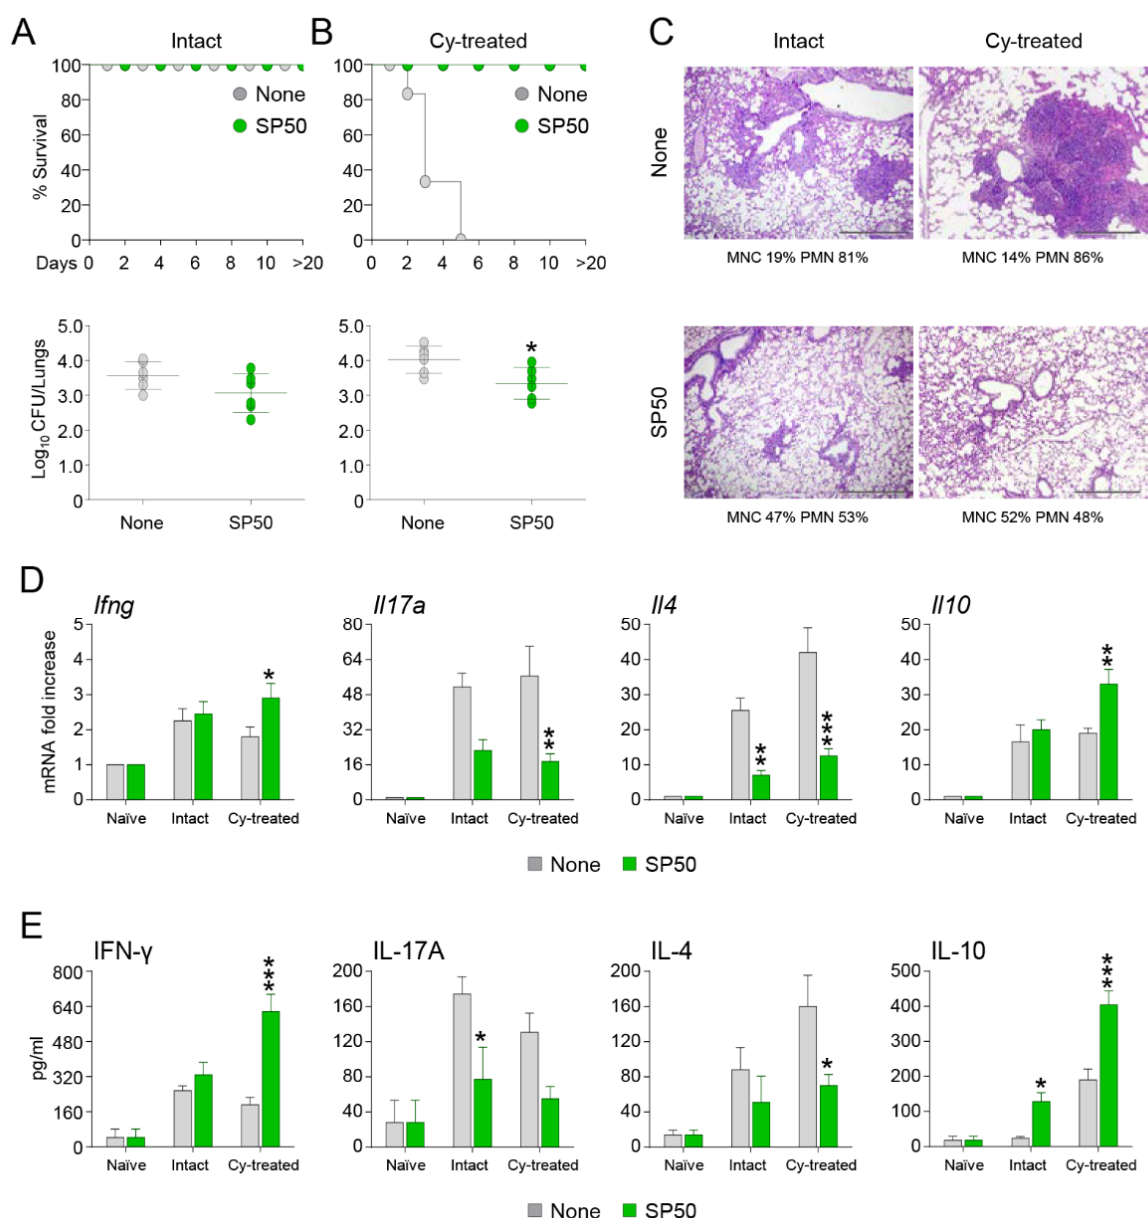 A
Intact
B
Cy-treated
C
Intact
Cy-treated
% Survival
100
80
60
40
20
0
None
SP50
Days 0 2 4 6 8 10 >20
100
80
60
40
20
0
None
SP50
0 2 4 6 8 10 >20
None
MNC 19% PMN 81%
MNC 14% PMN 86%
SP50
MNC 47% PMN 53%
MNC 52% PMN 48%
Log10 CFU/Lungs
5.0
4.0
3.0
2.0
1.0
0
None SP50
5.0
4.0
3.0
2.0
1.0
0
*
None SP50
D
mRNA fold increase
Ifng
5
4
3
2
1
0
*
Naïve Intact Cy-treated
Il17a
80
64
48
32
16
0
**
Naïve Intact Cy-treated
Il4
50
40
30
20
10
0
**
***
Naïve Intact Cy-treated
Il10
50
40
30
20
10
0
**
Naïve Intact Cy-treated
None SP50
E
pg/ml
IFN-γ
800
640
480
320
160
0
***
Naïve Intact Cy-treated
IL-17A
200
160
120
80
40
0
*
Naïve Intact Cy-treated
IL-4
200
160
120
80
40
0
*
Naïve Intact Cy-treated
IL-10
500
400
300
200
100
0
*
***
Naïve Intact Cy-treated
None SP50